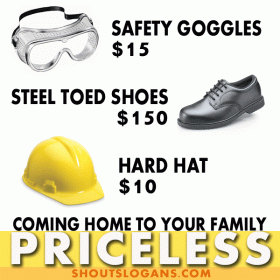 SAFETY GOGGLES
$15
STEEL TOED SHOES
$150
HARD HAT
$10
COMING HOME TO YOUR FAMILY
PRICELESS
SHOUTSLOGANS.COM